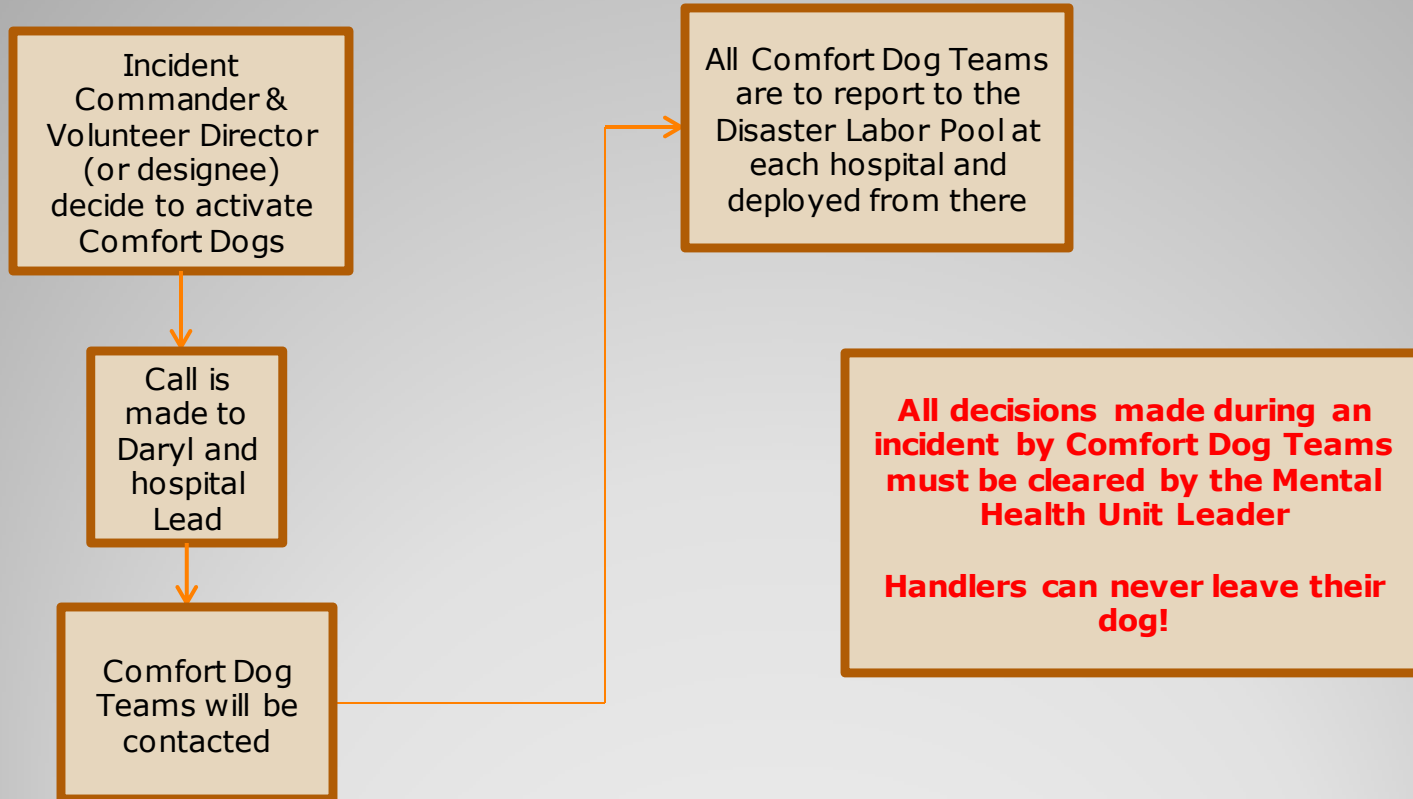 Incident
Commander &
Volunteer Director
(or designee)
decide to activate
Comfort Dogs
Call is
made to
Daryl and
hospital
Lead
Comfort Dog
Teams will be
contacted
All Comfort Dog Teams
are to report to the
Disaster Labor Pool at
each hospital and
deployed from there
All decisions made during an
incident by Comfort Dog Teams
must be cleared by the Mental
Health Unit Leader
Handlers can never leave their
dog!